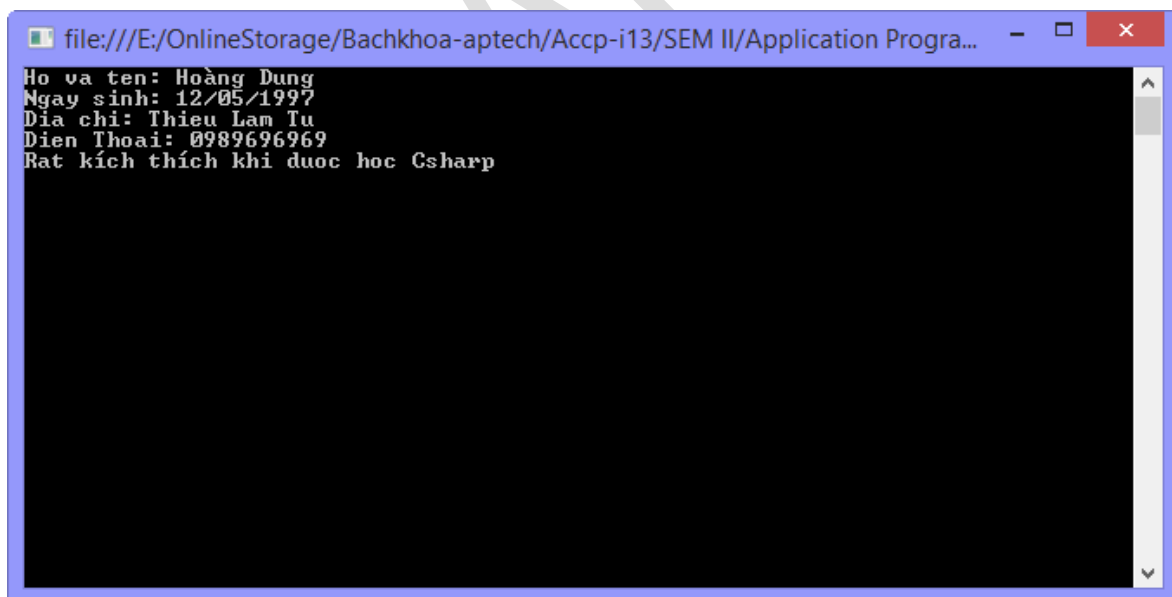 file:///E:/OnlineStorage/Bachkhoa-aptech/Accp-i13/SEM II/Application Progra...
Ho va ten: Hoàng Dung
Ngay sinh: 12/05/1997
Dia chi: Thieu Lam Tu
Dien Thoai: 0989696969
Rat kích thích khi duoc hoc Csharp